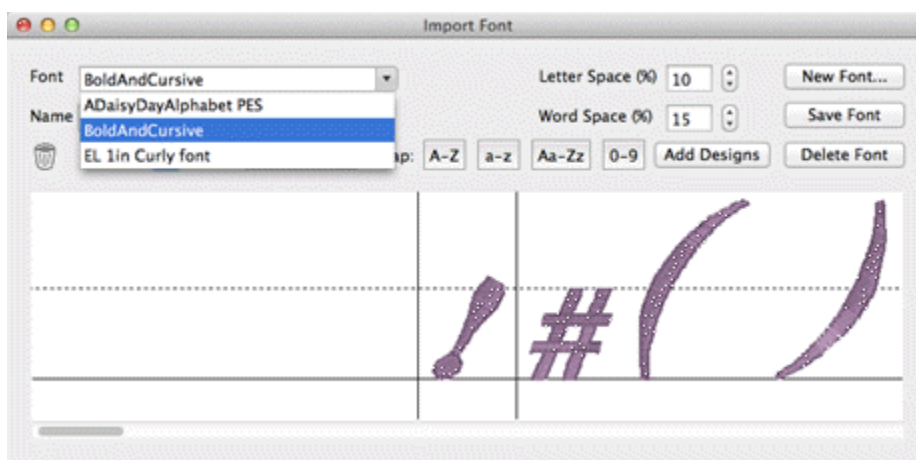 Import Font
Font BoldAndCursive Letter Space (%) 10 New Font...
ADaisyDayAlphabet PES
Name Word Space (%) 15 Save Font
BoldAndCursive
EL 1in Curly font A-Z a-z Aa-Zz 0-9 Add Designs Delete Font
! # ( )